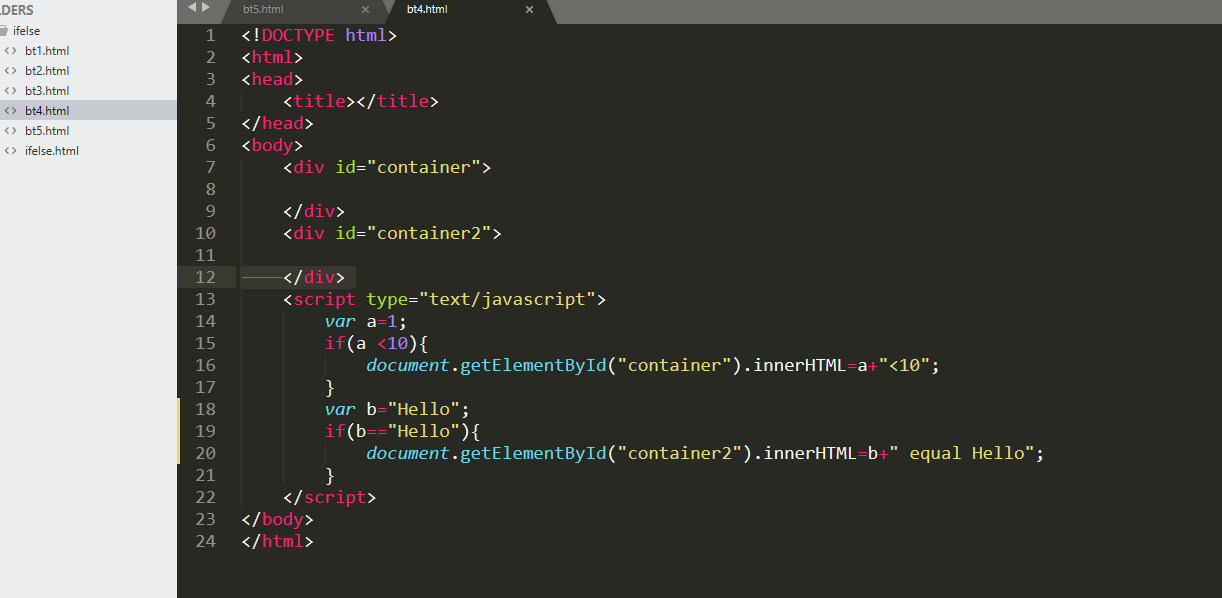 LDERS
ifelse
bt1.html
bt2.html
bt3.html
bt4.html
bt5.html
ifelse.html
bt5.html × bt4.html ×
1 <!DOCTYPE html>
2 <html>
3 <head>
4     <title></title>
5 </head>
6 <body>
7     <div id="container">
8
9     </div>
10     <div id="container2">
11
12     </div>
13     <script type="text/javascript">
14         var a=1;
15         if(a <10){
16             document.getElementById("container").innerHTML=a+"<10";
17         }
18         var b="Hello";
19         if(b=="Hello"){
20             document.getElementById("container2").innerHTML=b+" equal Hello";
21         }
22     </script>
23 </body>
24 </html>